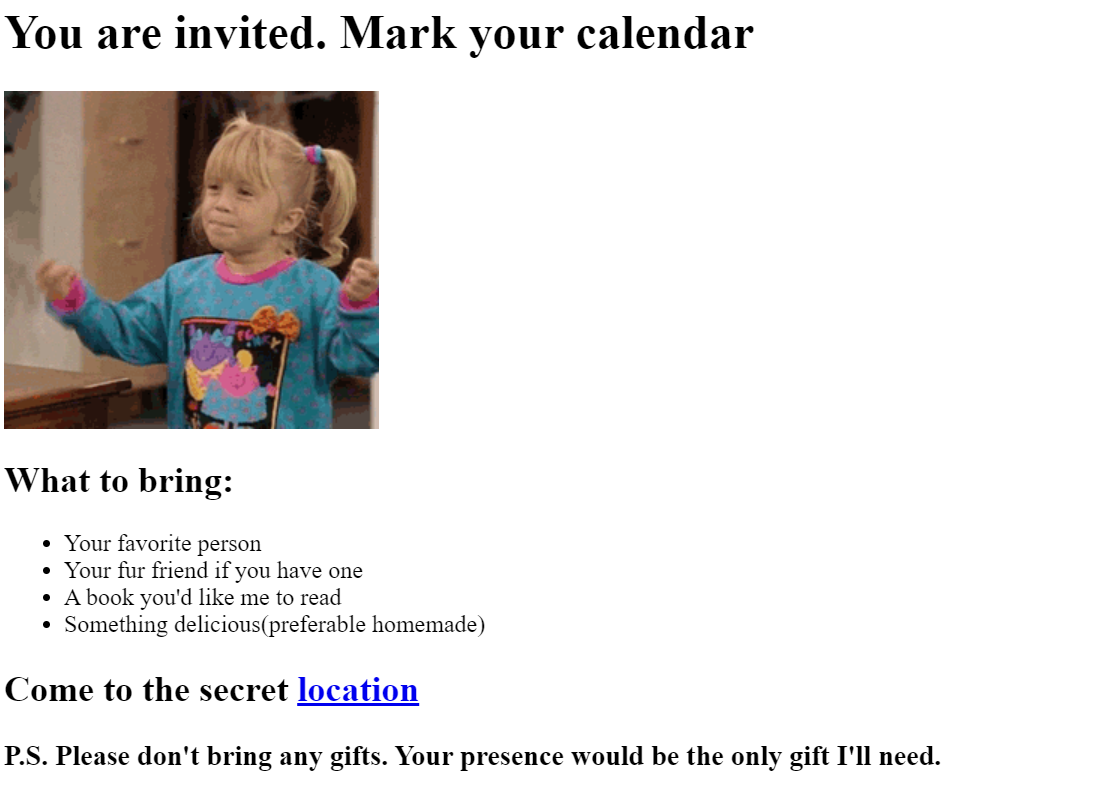 You are invited. Mark your calendar
What to bring:
Your favorite person
Your fur friend if you have one
A book you'd like me to read
Something delicious(preferable homemade)
Come to the secret location
P.S. Please don't bring any gifts. Your presence would be the only gift I'll need.